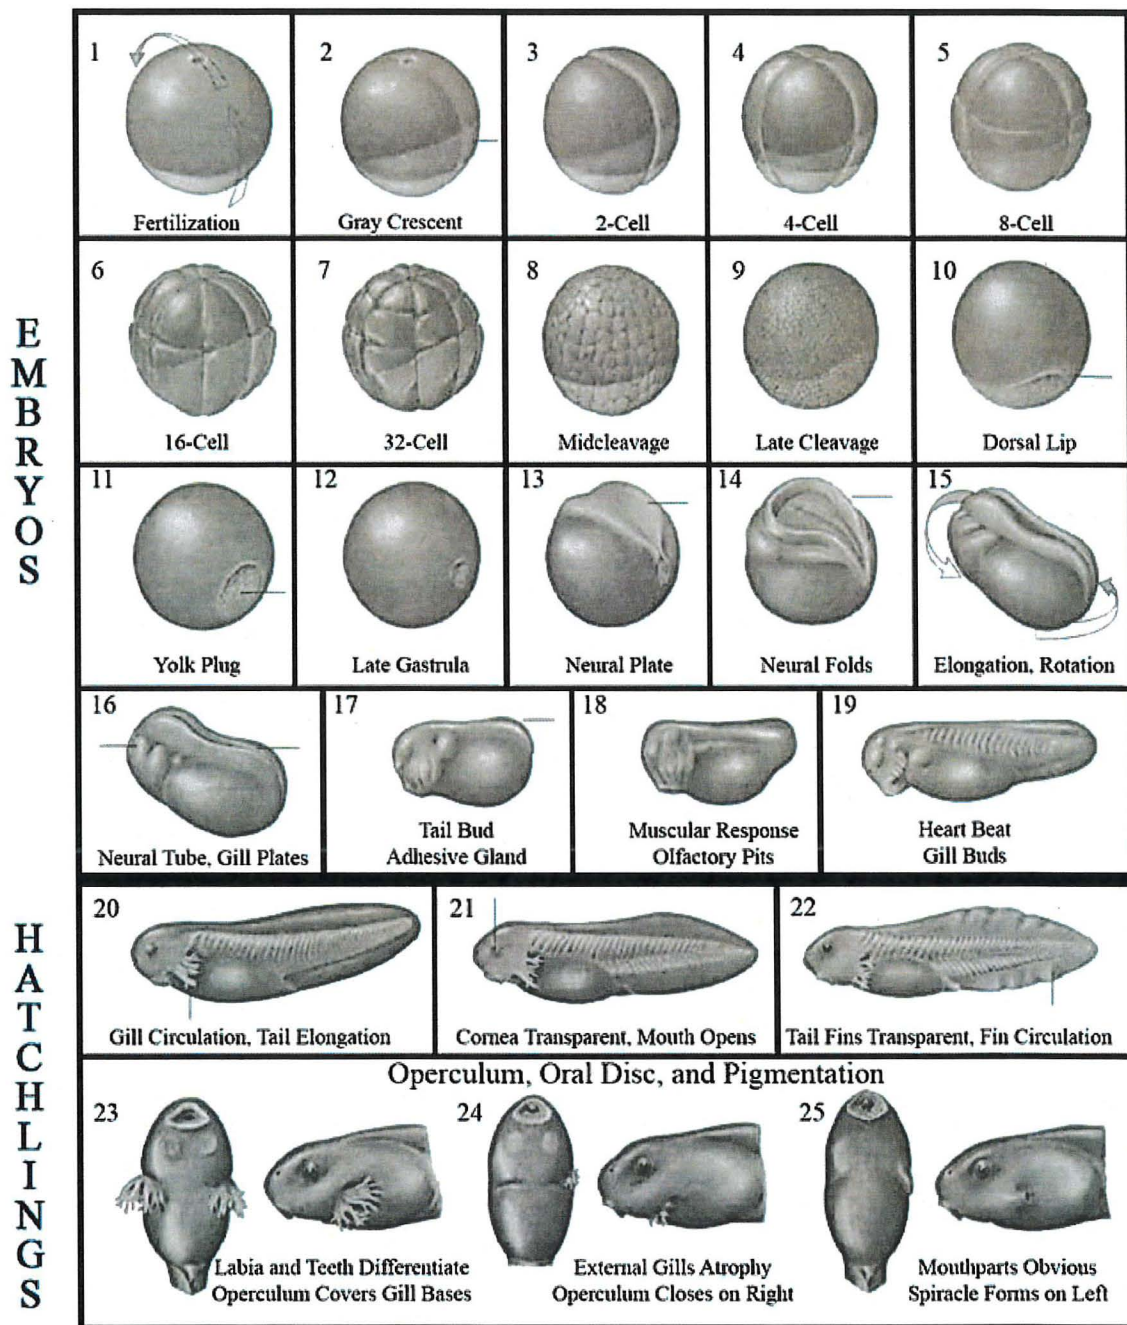 EMBRYOS
1
Fertilization
2
Gray Crescent
3
2-Cell
4
4-Cell
5
8-Cell
6
16-Cell
7
32-Cell
8
Midcleavage
9
Late Cleavage
10
Dorsal Lip
11
Yolk Plug
12
Late Gastrula
13
Neural Plate
14
Neural Folds
15
Elongation, Rotation
16
Neural Tube, Gill Plates
17
Tail Bud
Adhesive Gland
18
Muscular Response
Olfactory Pits
19
Heart Beat
Gill Buds
HATCHLINGS
20
Gill Circulation, Tail Elongation
21
Cornea Transparent, Mouth Opens
22
Tail Fins Transparent, Fin Circulation
Operculum, Oral Disc, and Pigmentation
23
Labia and Teeth Differentiate
Operculum Covers Gill Bases
24
External Gills Atrophy
Operculum Closes on Right
25
Mouthparts Obvious
Spiracle Forms on Left